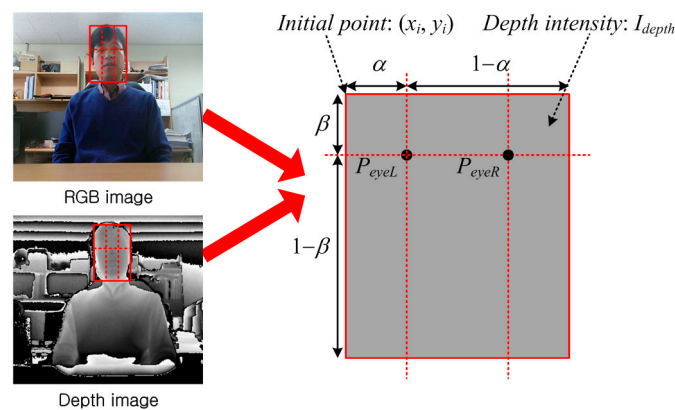 Initial point: (xi, yi)
Depth intensity: Idepth
α
1−α
β
PeyeL
PeyeR
1−β
RGB image
Depth image